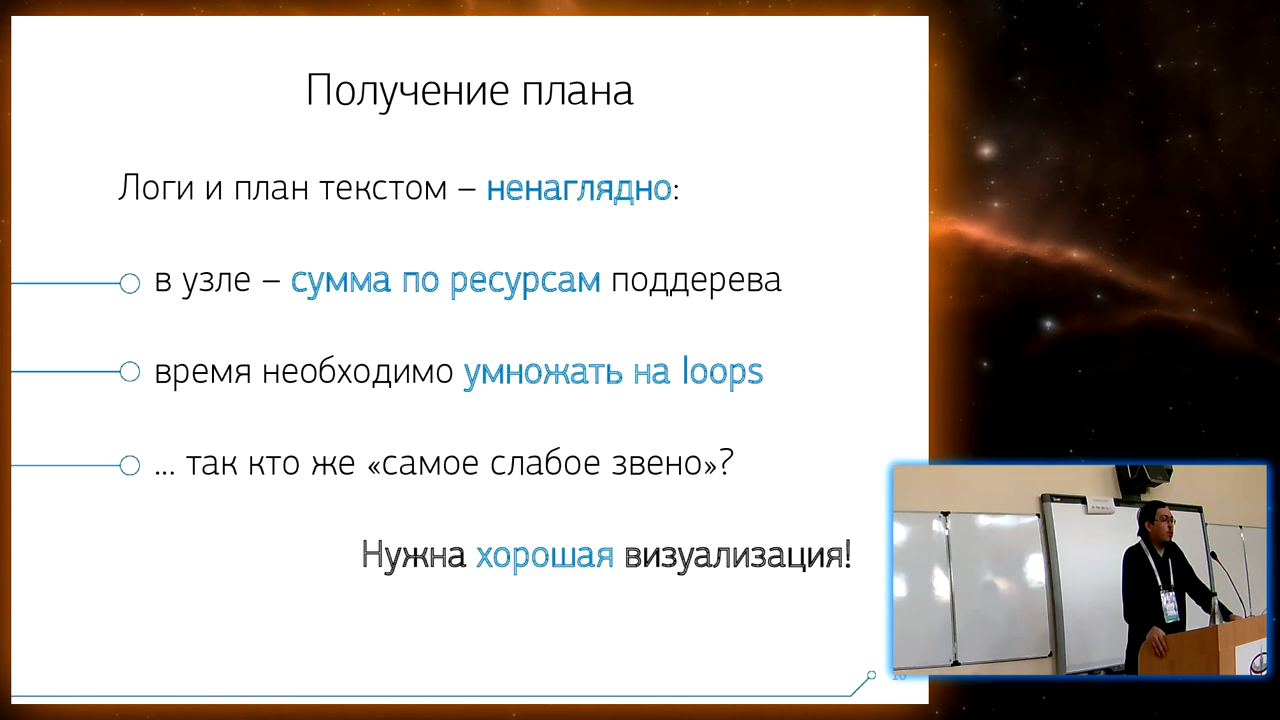 Получение плана
Логи и план текстом – ненаглядно:
в узле – сумма по ресурсам поддерева
время необходимо умножать на loops
... так кто же «самое слабое звено»?
Нужна хорошая визуализация!